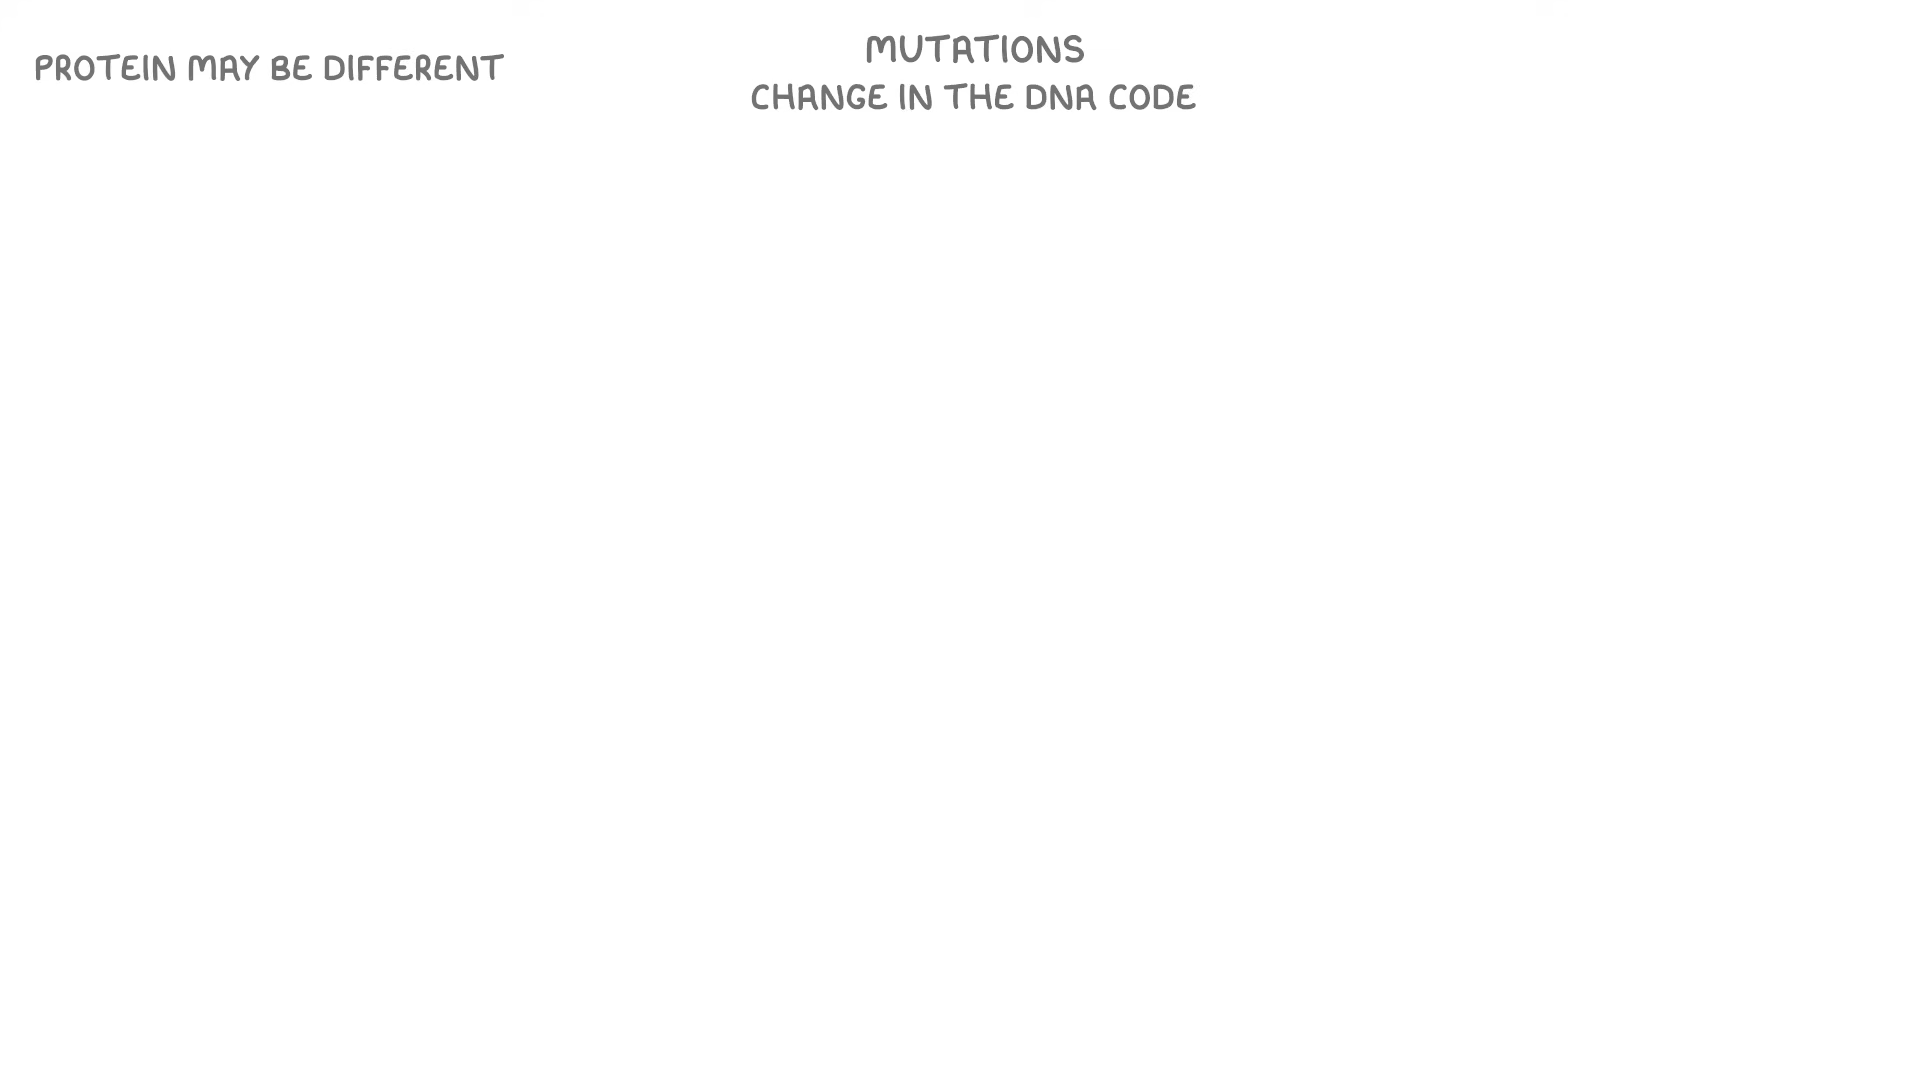 MUTATIONS
CHANGE IN THE DNA CODE
PROTEIN MAY BE DIFFERENT